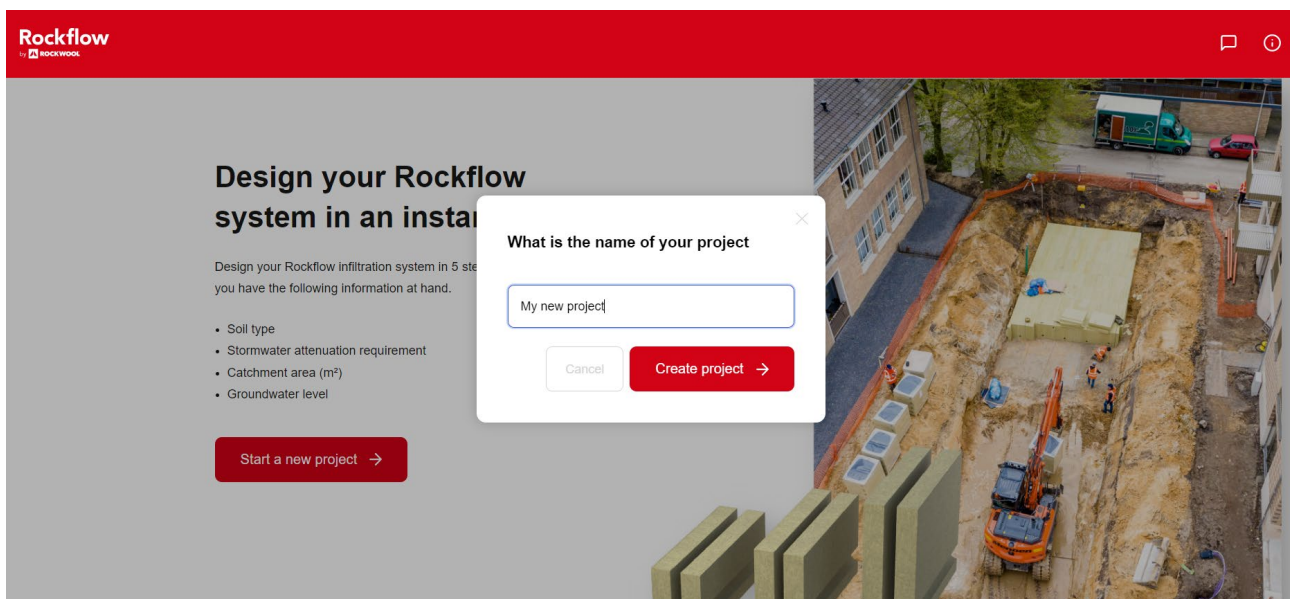 Rockflow
by ROCKWOOL
Design your Rockflow
system in an instan
Design your Rockflow infiltration system in 5 ste
you have the following information at hand.
• Soil type
• Stormwater attenuation requirement
• Catchment area (m²)
• Groundwater level
Start a new project
What is the name of your project
My new project
Cancel
Create project